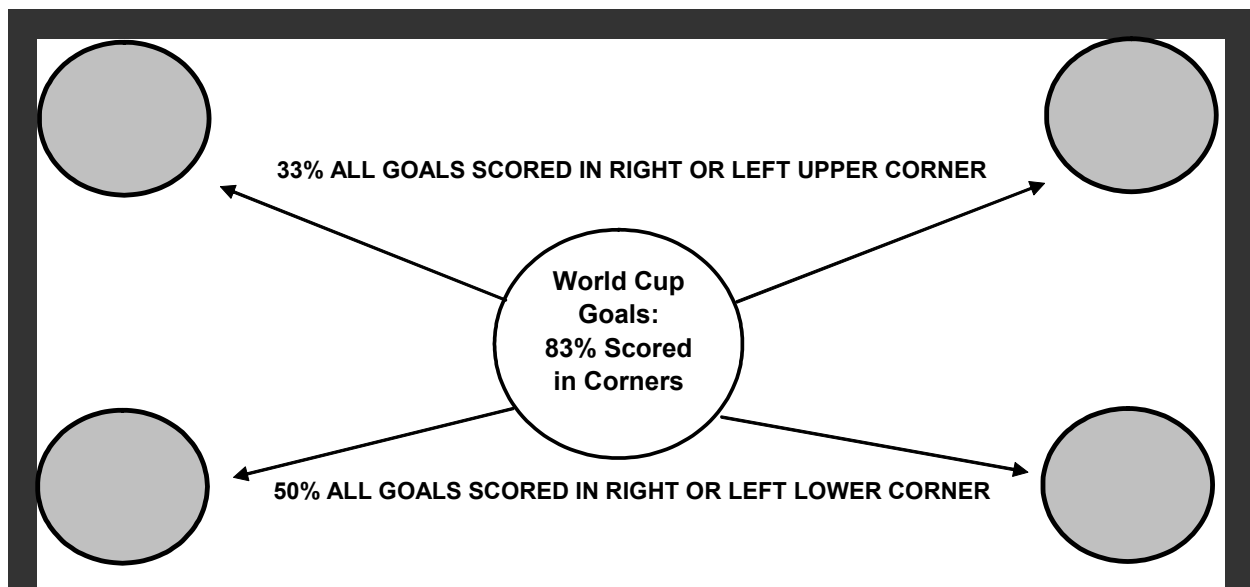 33% ALL GOALS SCORED IN RIGHT OR LEFT UPPER CORNER
World Cup
Goals:
83% Scored
in Corners
50% ALL GOALS SCORED IN RIGHT OR LEFT LOWER CORNER